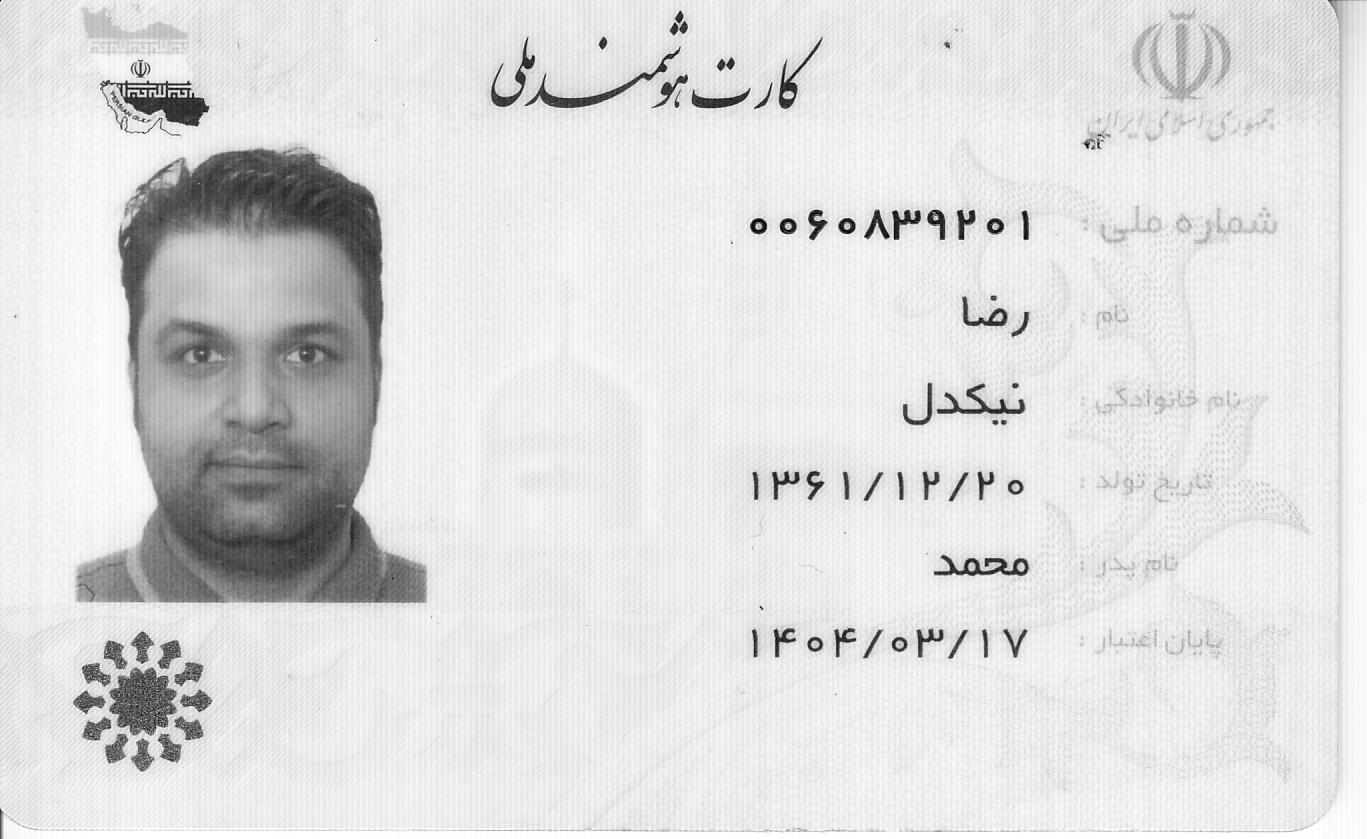 کارت هوشمند ملی
جمهوری اسلامی ایران
PERSIAN GULF
شماره ملی : ۰۰۶۰۸۳۹۲۰۱
نام : رضا
نام خانوادگی : نیکدل
تاریخ تولد : ۱۳۶۱/۱۲/۲۰
نام پدر : محمد
پایان اعتبار : ۱۴۰۴/۰۳/۱۷